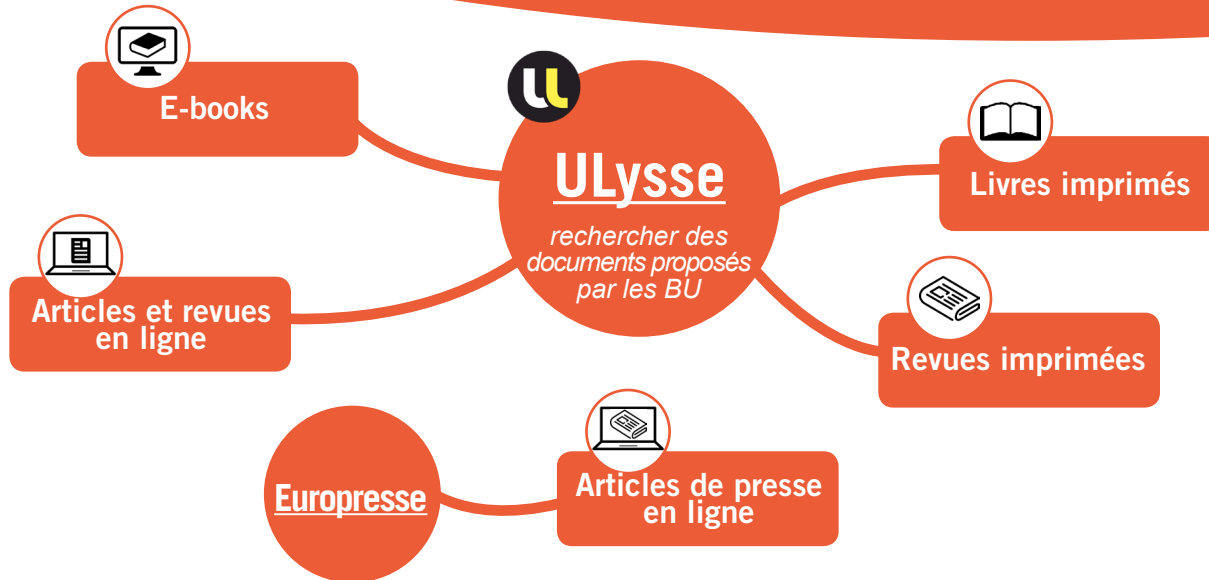 E-books
ULysse
rechercher des
documents proposés
par les BU
Livres imprimés
Articles et revues
en ligne
Revues imprimées
Europresse
Articles de presse
en ligne